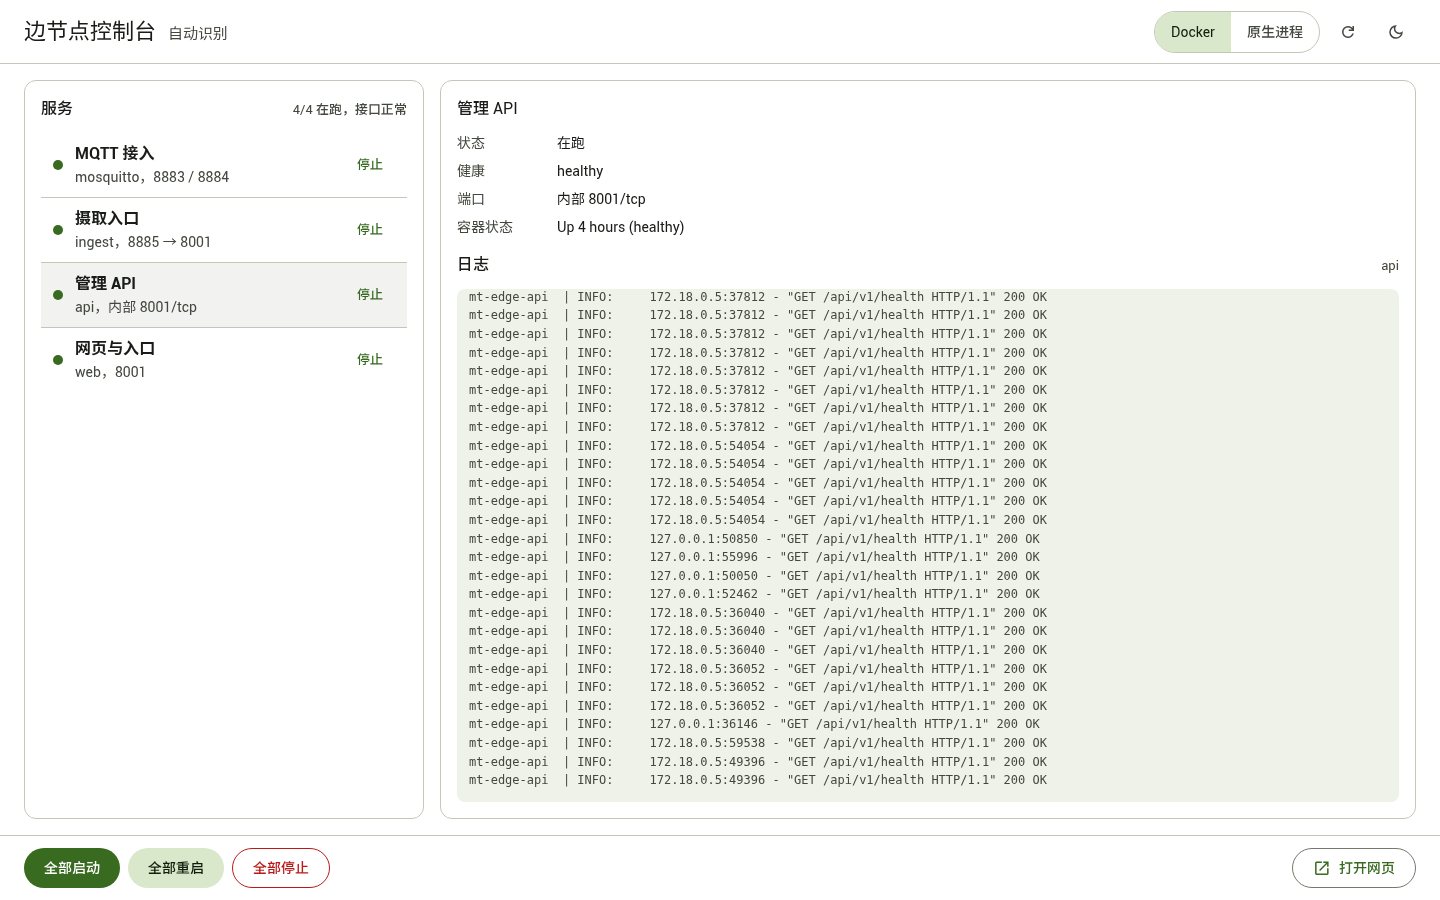 边节点控制台 自动识别 Docker 原生进程
服务 4/4 在跑，接口正常
MQTT 接入
mosquitto，8883 / 8884
停止
摄取入口
ingest，8885 → 8001
停止
管理 API
api，内部 8001/tcp
停止
网页与入口
web，8001
停止
管理 API
状态 在跑
健康 healthy
端口 内部 8001/tcp
容器状态 Up 4 hours (healthy)
日志 api
mt-edge-api  | INFO:     172.18.0.5:37812 - "GET /api/v1/health HTTP/1.1" 200 OK
mt-edge-api  | INFO:     172.18.0.5:37812 - "GET /api/v1/health HTTP/1.1" 200 OK
mt-edge-api  | INFO:     172.18.0.5:37812 - "GET /api/v1/health HTTP/1.1" 200 OK
mt-edge-api  | INFO:     172.18.0.5:37812 - "GET /api/v1/health HTTP/1.1" 200 OK
mt-edge-api  | INFO:     172.18.0.5:37812 - "GET /api/v1/health HTTP/1.1" 200 OK
mt-edge-api  | INFO:     172.18.0.5:37812 - "GET /api/v1/health HTTP/1.1" 200 OK
mt-edge-api  | INFO:     172.18.0.5:37812 - "GET /api/v1/health HTTP/1.1" 200 OK
mt-edge-api  | INFO:     172.18.0.5:37812 - "GET /api/v1/health HTTP/1.1" 200 OK
mt-edge-api  | INFO:     172.18.0.5:54054 - "GET /api/v1/health HTTP/1.1" 200 OK
mt-edge-api  | INFO:     172.18.0.5:54054 - "GET /api/v1/health HTTP/1.1" 200 OK
mt-edge-api  | INFO:     172.18.0.5:54054 - "GET /api/v1/health HTTP/1.1" 200 OK
mt-edge-api  | INFO:     172.18.0.5:54054 - "GET /api/v1/health HTTP/1.1" 200 OK
mt-edge-api  | INFO:     172.18.0.5:54054 - "GET /api/v1/health HTTP/1.1" 200 OK
mt-edge-api  | INFO:     127.0.0.1:50850 - "GET /api/v1/health HTTP/1.1" 200 OK
mt-edge-api  | INFO:     127.0.0.1:55996 - "GET /api/v1/health HTTP/1.1" 200 OK
mt-edge-api  | INFO:     127.0.0.1:50050 - "GET /api/v1/health HTTP/1.1" 200 OK
mt-edge-api  | INFO:     127.0.0.1:52462 - "GET /api/v1/health HTTP/1.1" 200 OK
mt-edge-api  | INFO:     172.18.0.5:36040 - "GET /api/v1/health HTTP/1.1" 200 OK
mt-edge-api  | INFO:     172.18.0.5:36040 - "GET /api/v1/health HTTP/1.1" 200 OK
mt-edge-api  | INFO:     172.18.0.5:36040 - "GET /api/v1/health HTTP/1.1" 200 OK
mt-edge-api  | INFO:     172.18.0.5:36052 - "GET /api/v1/health HTTP/1.1" 200 OK
mt-edge-api  | INFO:     172.18.0.5:36052 - "GET /api/v1/health HTTP/1.1" 200 OK
mt-edge-api  | INFO:     172.18.0.5:36052 - "GET /api/v1/health HTTP/1.1" 200 OK
mt-edge-api  | INFO:     127.0.0.1:36146 - "GET /api/v1/health HTTP/1.1" 200 OK
mt-edge-api  | INFO:     172.18.0.5:59538 - "GET /api/v1/health HTTP/1.1" 200 OK
mt-edge-api  | INFO:     172.18.0.5:49396 - "GET /api/v1/health HTTP/1.1" 200 OK
mt-edge-api  | INFO:     172.18.0.5:49396 - "GET /api/v1/health HTTP/1.1" 200 OK
全部启动 全部重启 全部停止 打开网页